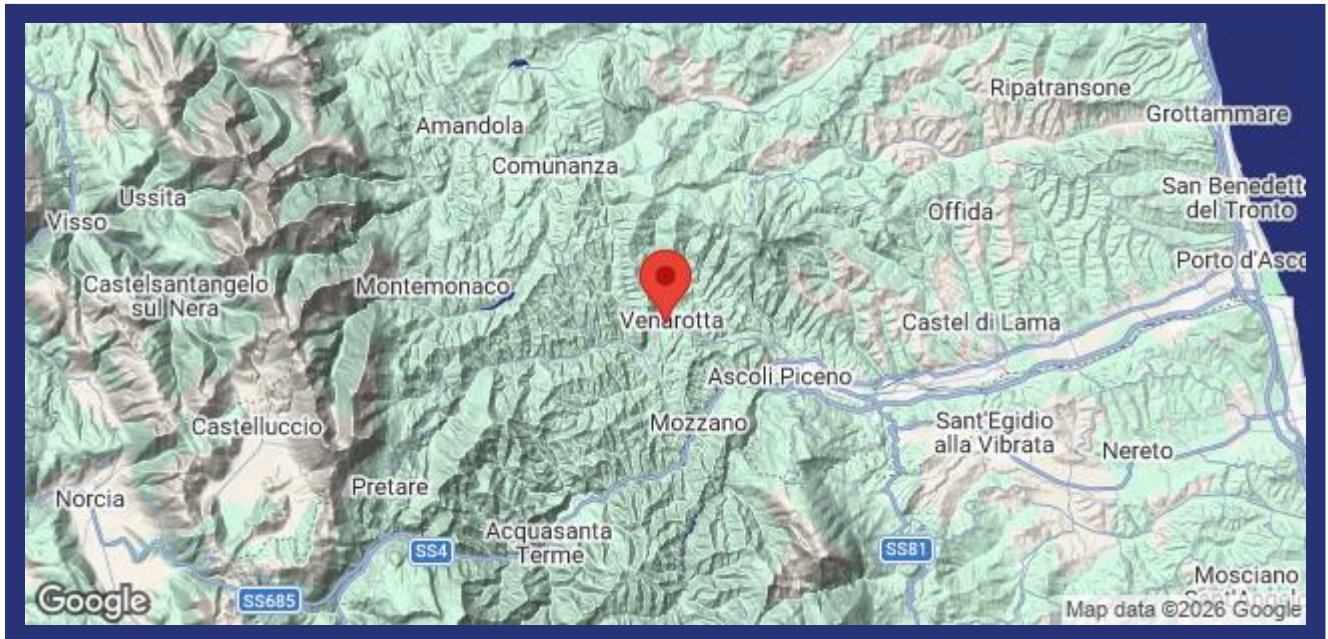 Ripatransone
Grottammare
Amandola
Comunanza
San Benedett
del Tronto
Ussita
Visso
Offida
Porto d'Asco
Castelsantangelo
sul Nera
Montemonaco
Venarotta
Castel di Lama
Ascoli Piceno
Castelluccio
Mozzano
Sant'Egidio
alla Vibrata
Nereto
Norcia
Pretare
Acquasanta
Terme
SS4
SS81
SS685
Mosciano
Google
Map data ©2026 Google